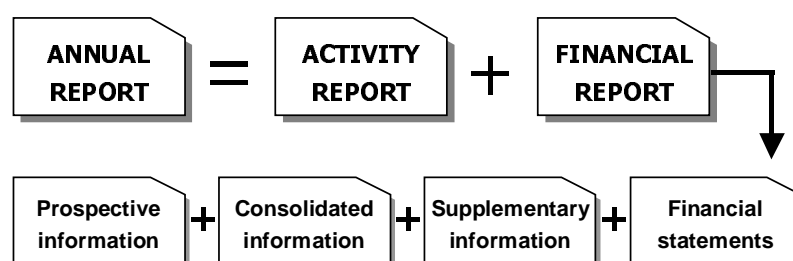 ANNUAL REPORT = ACTIVITY REPORT + FINANCIAL REPORT
Prospective information + Consolidated information + Supplementary information + Financial statements